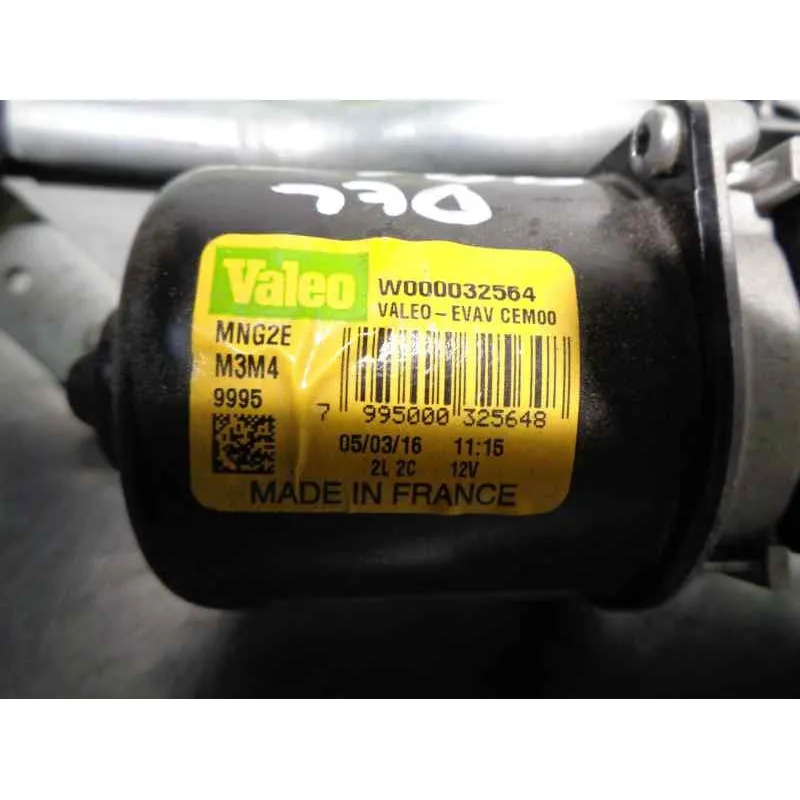 DEL
Valeo
W000032564
VALEO-EVAV CEM00
MNG2E
M3M4
9995
7 995000 325648
05/03/16 11:15
2L 2C 12V
MADE IN FRANCE